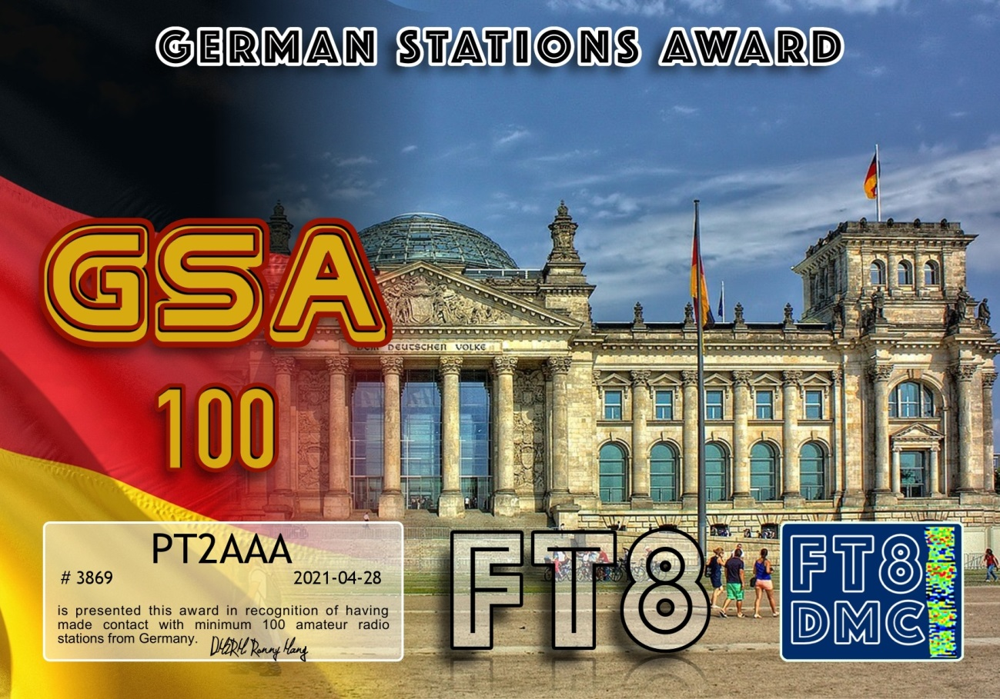 GERMAN STATIONS AWARD
GSA
DEM DEUTSCHEN VOLKE
100
PT2AAA
# 3869 2021-04-28
is presented this award in recognition of having
made contact with minimum 100 amateur radio
stations from Germany. DM2RM Ronny Hang
FT8
FT8
DMC